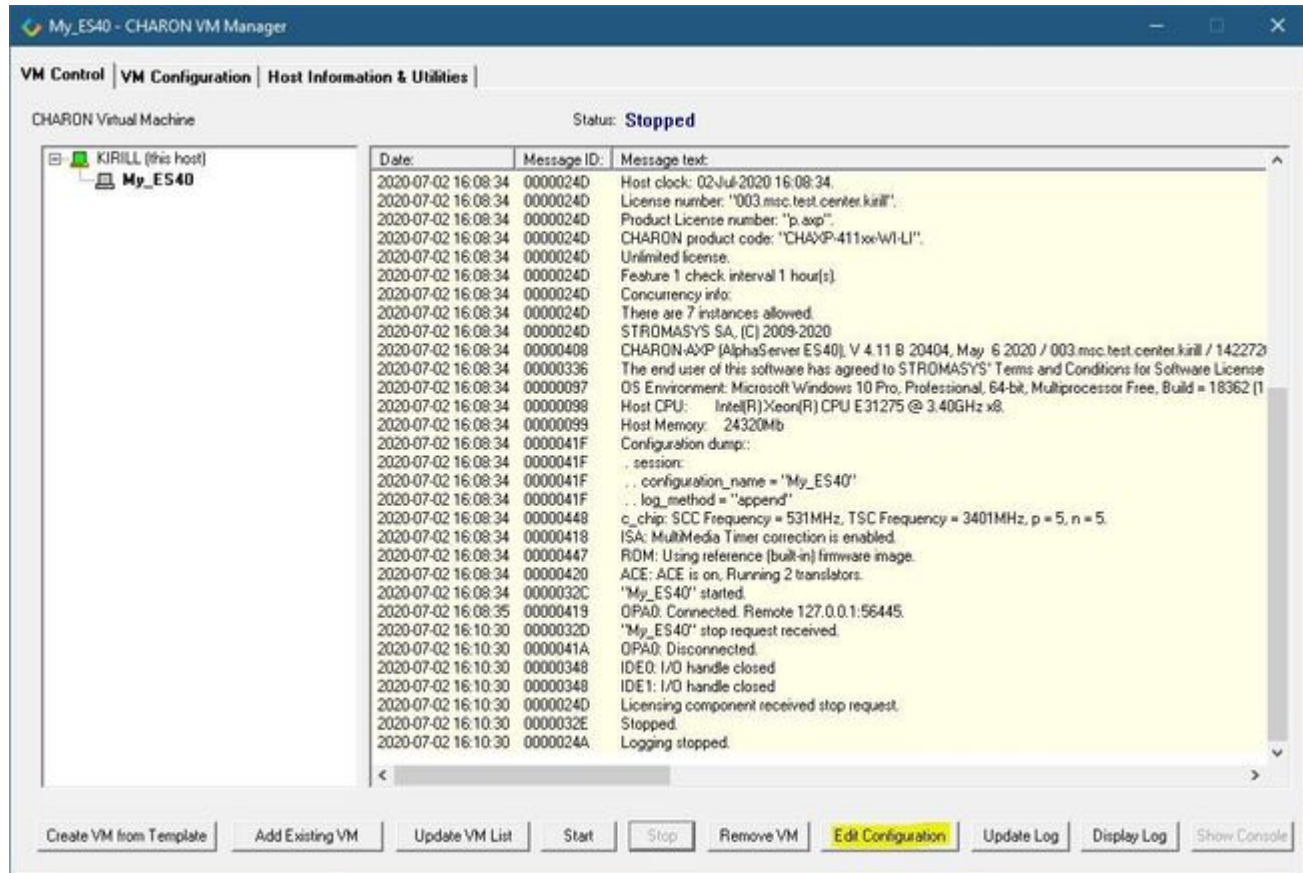 My_ES40 - CHARON VM Manager
VM Control VM Configuration Host Information & Utilities
CHARON Virtual Machine
Status: Stopped
KIRILL (this host)
My_ES40
Date: Message ID: Message text:
2020-07-02 16:08:34 0000024D Host clock: 02-Jul-2020 16:08:34.
2020-07-02 16:08:34 0000024D License number: "003.msc.test.center.kirill".
2020-07-02 16:08:34 0000024D Product License number: "p.axp".
2020-07-02 16:08:34 0000024D CHARON product code: "CHAXP-411xx-WI-LI".
2020-07-02 16:08:34 0000024D Unlimited license.
2020-07-02 16:08:34 0000024D Feature 1 check interval 1 hour(s).
2020-07-02 16:08:34 0000024D Concurrency info:
2020-07-02 16:08:34 0000024D There are 7 instances allowed.
2020-07-02 16:08:34 0000024D STROMASYS SA, (C) 2009-2020
2020-07-02 16:08:34 00000408 CHARON-AXP (AlphaServer ES40), V 4.11 B 20404, May 6 2020 / 003.msc.test.center.kirill / 142272
2020-07-02 16:08:34 00000336 The end user of this software has agreed to STROMASYS' Terms and Conditions for Software License
2020-07-02 16:08:34 00000097 OS Environment: Microsoft Windows 10 Pro, Professional, 64-bit, Multiprocessor Free, Build = 18362 (1
2020-07-02 16:08:34 00000098 Host CPU: Intel(R) Xeon(R) CPU E31275 @ 3.40GHz x8.
2020-07-02 16:08:34 00000099 Host Memory: 24320Mb
2020-07-02 16:08:34 0000041F Configuration dump::
2020-07-02 16:08:34 0000041F . session:
2020-07-02 16:08:34 0000041F . . configuration_name = "My_ES40"
2020-07-02 16:08:34 0000041F . . log_method = "append"
2020-07-02 16:08:34 00000448 c_chip: SCC Frequency = 531MHz, TSC Frequency = 3401MHz, p = 5, n = 5.
2020-07-02 16:08:34 00000418 ISA: MultiMedia Timer correction is enabled.
2020-07-02 16:08:34 00000447 ROM: Using reference (built-in) firmware image.
2020-07-02 16:08:34 00000420 ACE: ACE is on, Running 2 translators.
2020-07-02 16:08:34 0000032C "My_ES40" started.
2020-07-02 16:08:35 00000419 OPA0: Connected. Remote 127.0.0.1:56445.
2020-07-02 16:10:30 0000032D "My_ES40" stop request received.
2020-07-02 16:10:30 0000041A OPA0: Disconnected.
2020-07-02 16:10:30 00000348 IDE0: I/O handle closed
2020-07-02 16:10:30 00000348 IDE1: I/O handle closed
2020-07-02 16:10:30 0000024D Licensing component received stop request.
2020-07-02 16:10:30 0000032E Stopped.
2020-07-02 16:10:30 0000024A Logging stopped.
Create VM from Template Add Existing VM Update VM List Start Stop Remove VM Edit Configuration Update Log Display Log Show Console